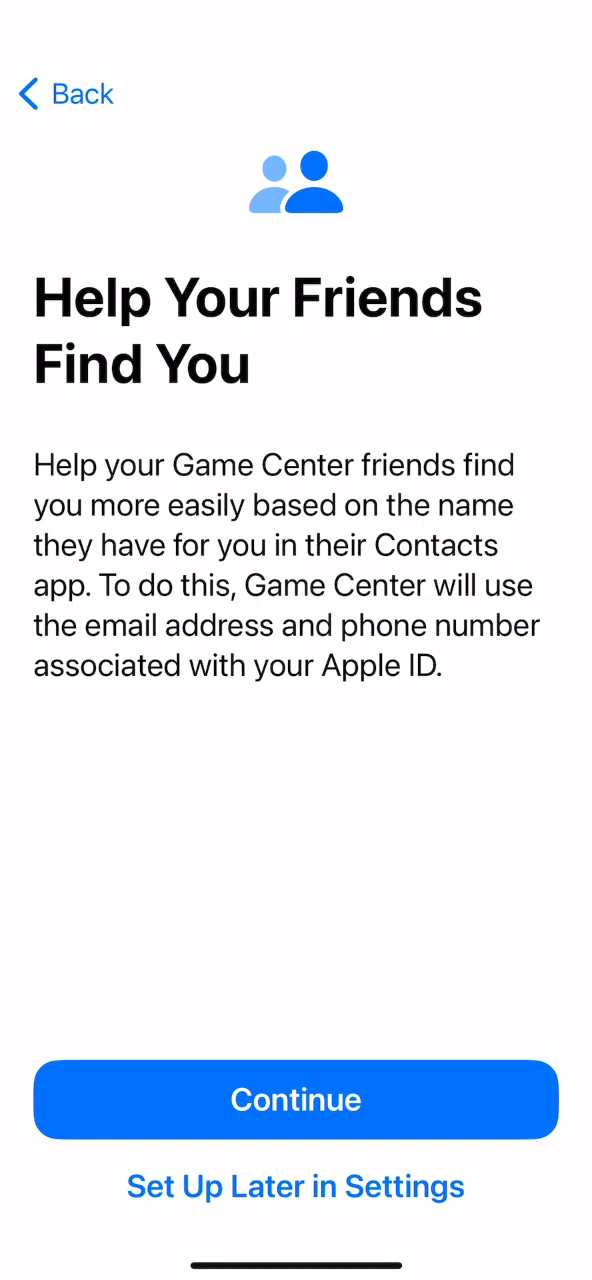 Back
Help Your Friends
Find You
Help your Game Center friends find
you more easily based on the name
they have for you in their Contacts
app. To do this, Game Center will use
the email address and phone number
associated with your Apple ID.
Continue
Set Up Later in Settings